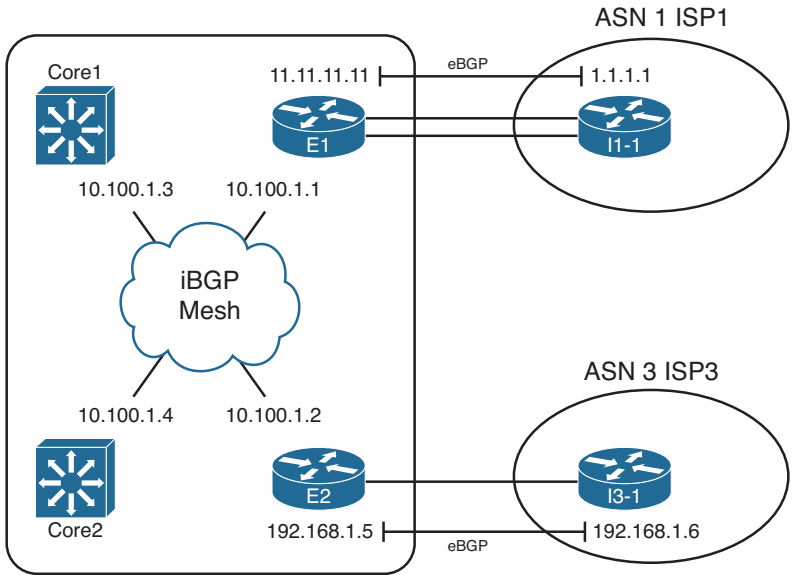 ASN 1 ISP1
Core1
11.11.11.11
eBGP
1.1.1.1
E1
I1-1
10.100.1.3
10.100.1.1
iBGP
Mesh
ASN 3 ISP3
10.100.1.4
10.100.1.2
E2
I3-1
Core2
192.168.1.5
eBGP
192.168.1.6